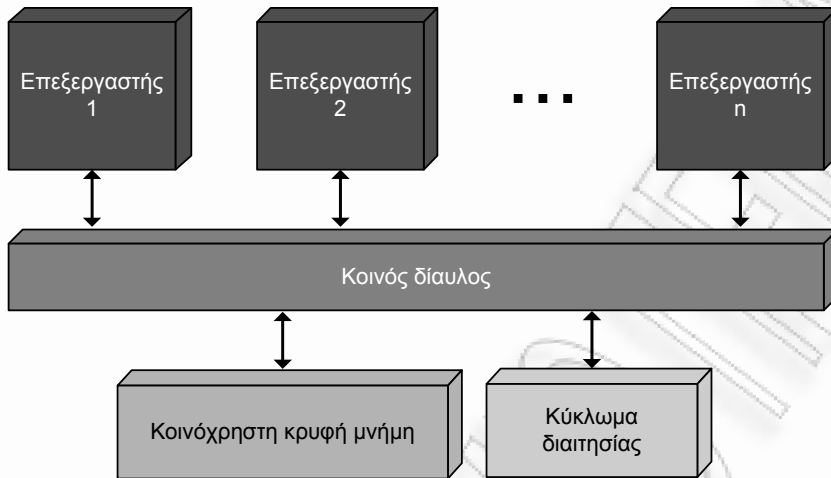 Επεξεργαστής
1
Επεξεργαστής
2
...
Επεξεργαστής
n
Κοινός δίαυλος
Κοινόχρηστη κρυφή μνήμη
Κύκλωμα
διαιτησίας